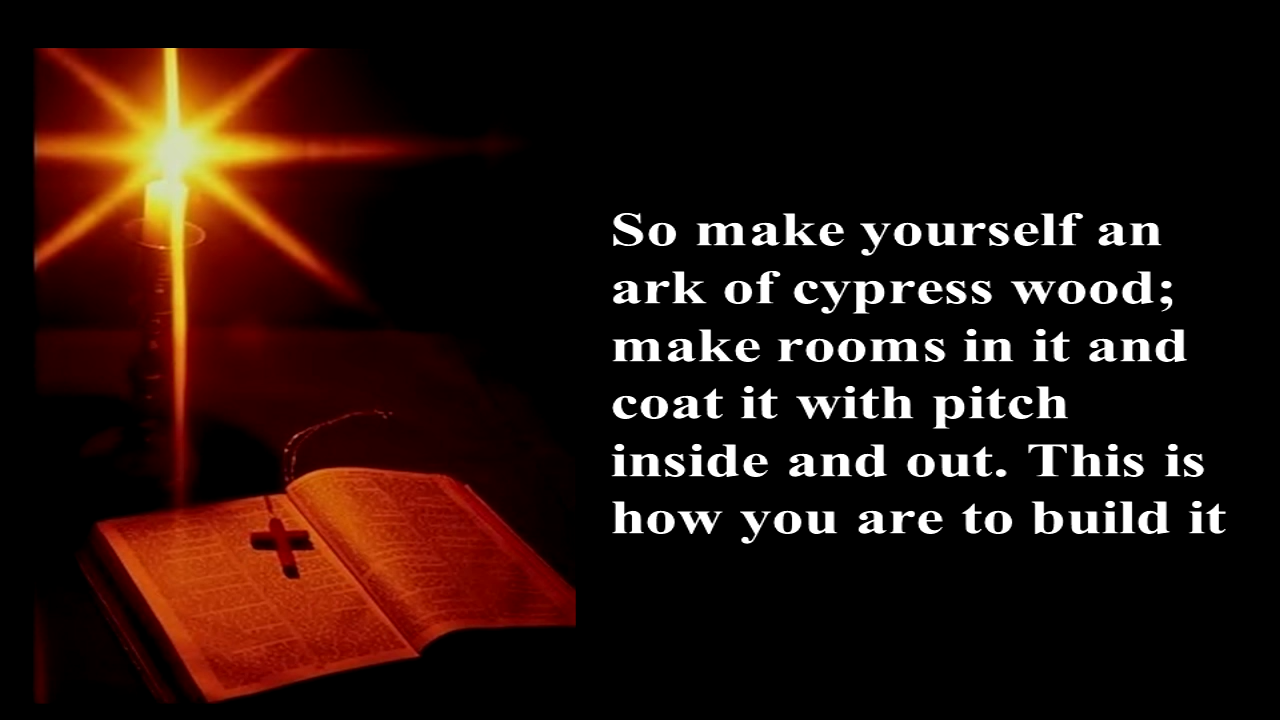 So make yourself an
ark of cypress wood;
make rooms in it and
coat it with pitch
inside and out. This is
how you are to build it